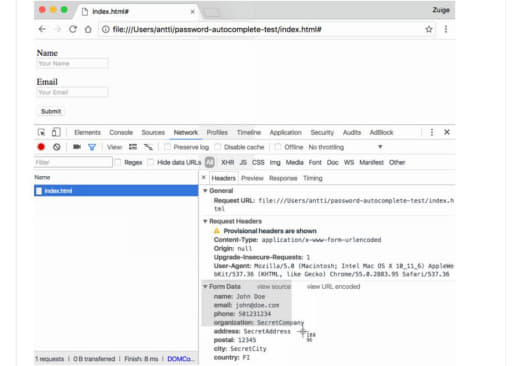 index.html#
Zuige
file:///Users/antti/password-autocomplete-test/index.html#
Name
Your Name
Email
Your Email
Submit
Elements Console Sources Network Profiles Timeline Application Security Audits AdBlock
View: Preserve log Disable cache Offline No throttling
Filter Regex Hide data URLs All XHR JS CSS Img Media Font Doc WS Manifest Other
Name
× Headers Preview Response Timing
index.html
General
Request URL: file:///Users/antti/password-autocomplete-test/index.h
tml
Request Headers
Provisional headers are shown
Content-Type: application/x-www-form-urlencoded
Origin: null
Upgrade-Insecure-Requests: 1
User-Agent: Mozilla/5.0 (Macintosh; Intel Mac OS X 10_11_6) AppleWe
bKit/537.36 (KHTML, like Gecko) Chrome/55.0.2883.95 Safari/537.36
Form Data view source view URL encoded
name: John Doe
email: john@doe.com
phone: 501231234
organization: SecretCompany
address: SecretAddress
postal: 12345
city: SecretCity
country: FI
1 requests | 0 B transferred | Finish: 8 ms | DOMCo...